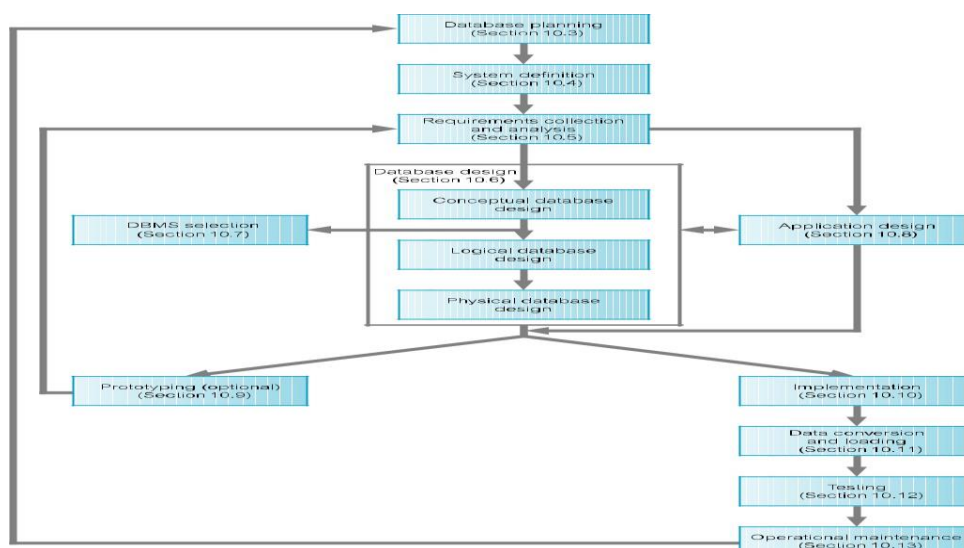 Database planning
(Section 10.3)
System definition
(Section 10.4)
Requirements collection
and analysis
(Section 10.5)
Database design
(Section 10.6)
Conceptual database
design
DBMS selection
(Section 10.7)
Application design
(Section 10.8)
Logical database
design
Physical database
design
Prototyping (optional)
(Section 10.9)
Implementation
(Section 10.10)
Data conversion
and loading
(Section 10.11)
Testing
(Section 10.12)
Operational maintenance
(Section 10.13)